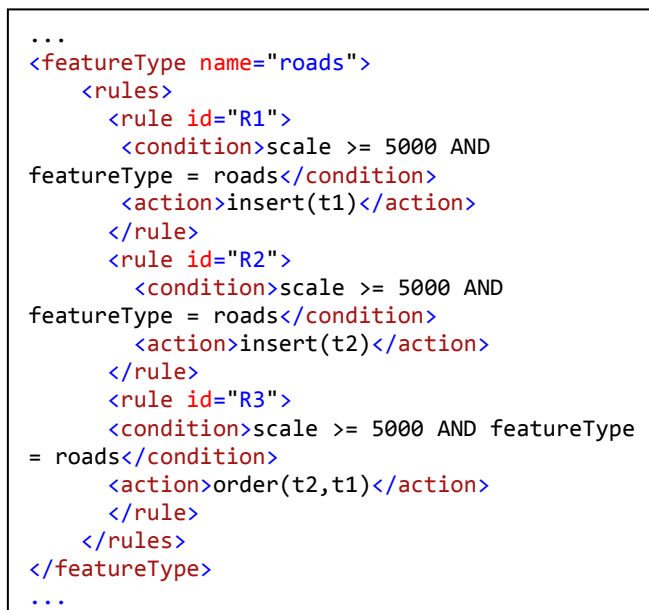 ...
<featureType name="roads">
<rules>
<rule id="R1">
<condition>scale >= 5000 AND
featureType = roads</condition>
<action>insert(t1)</action>
</rule>
<rule id="R2">
<condition>scale >= 5000 AND
featureType = roads</condition>
<action>insert(t2)</action>
</rule>
<rule id="R3">
<condition>scale >= 5000 AND featureType
= roads</condition>
<action>order(t2,t1)</action>
</rule>
</rules>
</featureType>
...